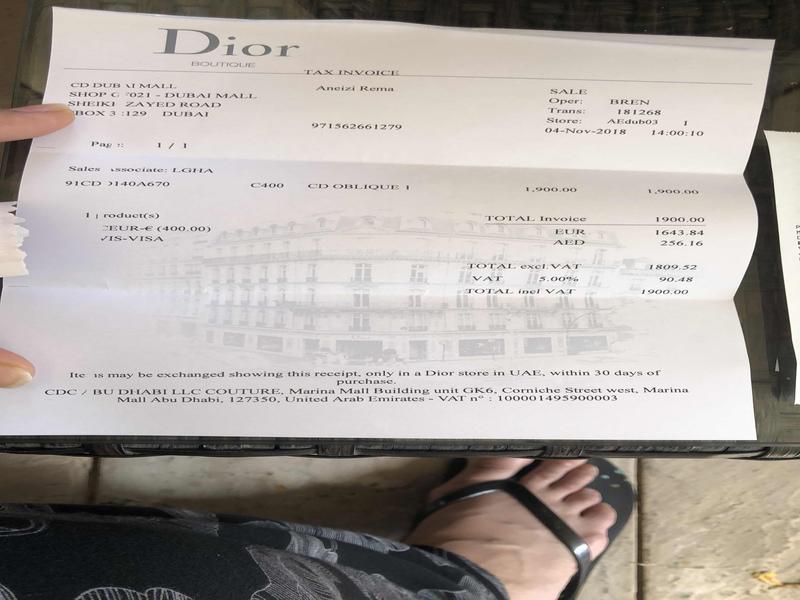 Dior
BOUTIQUE
TAX INVOICE
CD DUB AI MALL
SHOP 021 - DUBAI MALL
SHEIKH ZAYED ROAD
BOX 3 129 DUBAI
Aneizi Rema
971562661279
SALE
Oper: BREN
Trans: 181268
Store: AEdub03 1
04-Nov-2018 14:00:10
Pag : 1 / 1
Sales ssociate: LGHA
91CD 0140A670 C400 CD OBLIQUE I 1,900.00 1,900.00
1 product(s)
EUR-€ (400.00)
VIS-VISA
TOTAL Invoice 1900.00
EUR 1643.84
AED 256.16
TOTAL excl.VAT 1809.52
VAT 5.00% 90.48
TOTAL incl VAT 1900.00
Ite s may be exchanged showing this receipt, only in a Dior store in UAE, within 30 days of
purchase.
CDC / BU DHABI LLC COUTURE, Marina Mall Building unit GK6, Corniche Street west, Marina
Mall Abu Dhabi, 127350, United Arab Emirates - VAT n° : 100001495900003